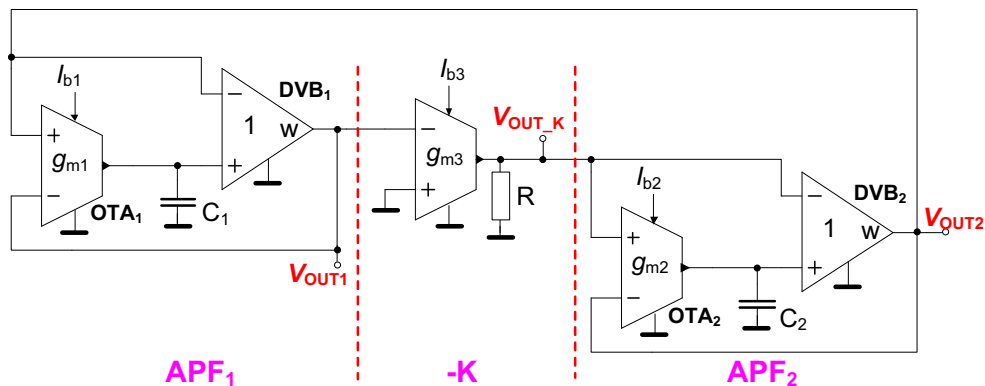 Ib1
DVB1
Ib3
VOUT_K
−
+
gm1
−
OTA1
1
w
+
C1
VOUT1
−
gm3
+
R
Ib2
DVB2
−
1
w
+
VOUT2
+
gm2
−
OTA2
C2
APF1
-K
APF2